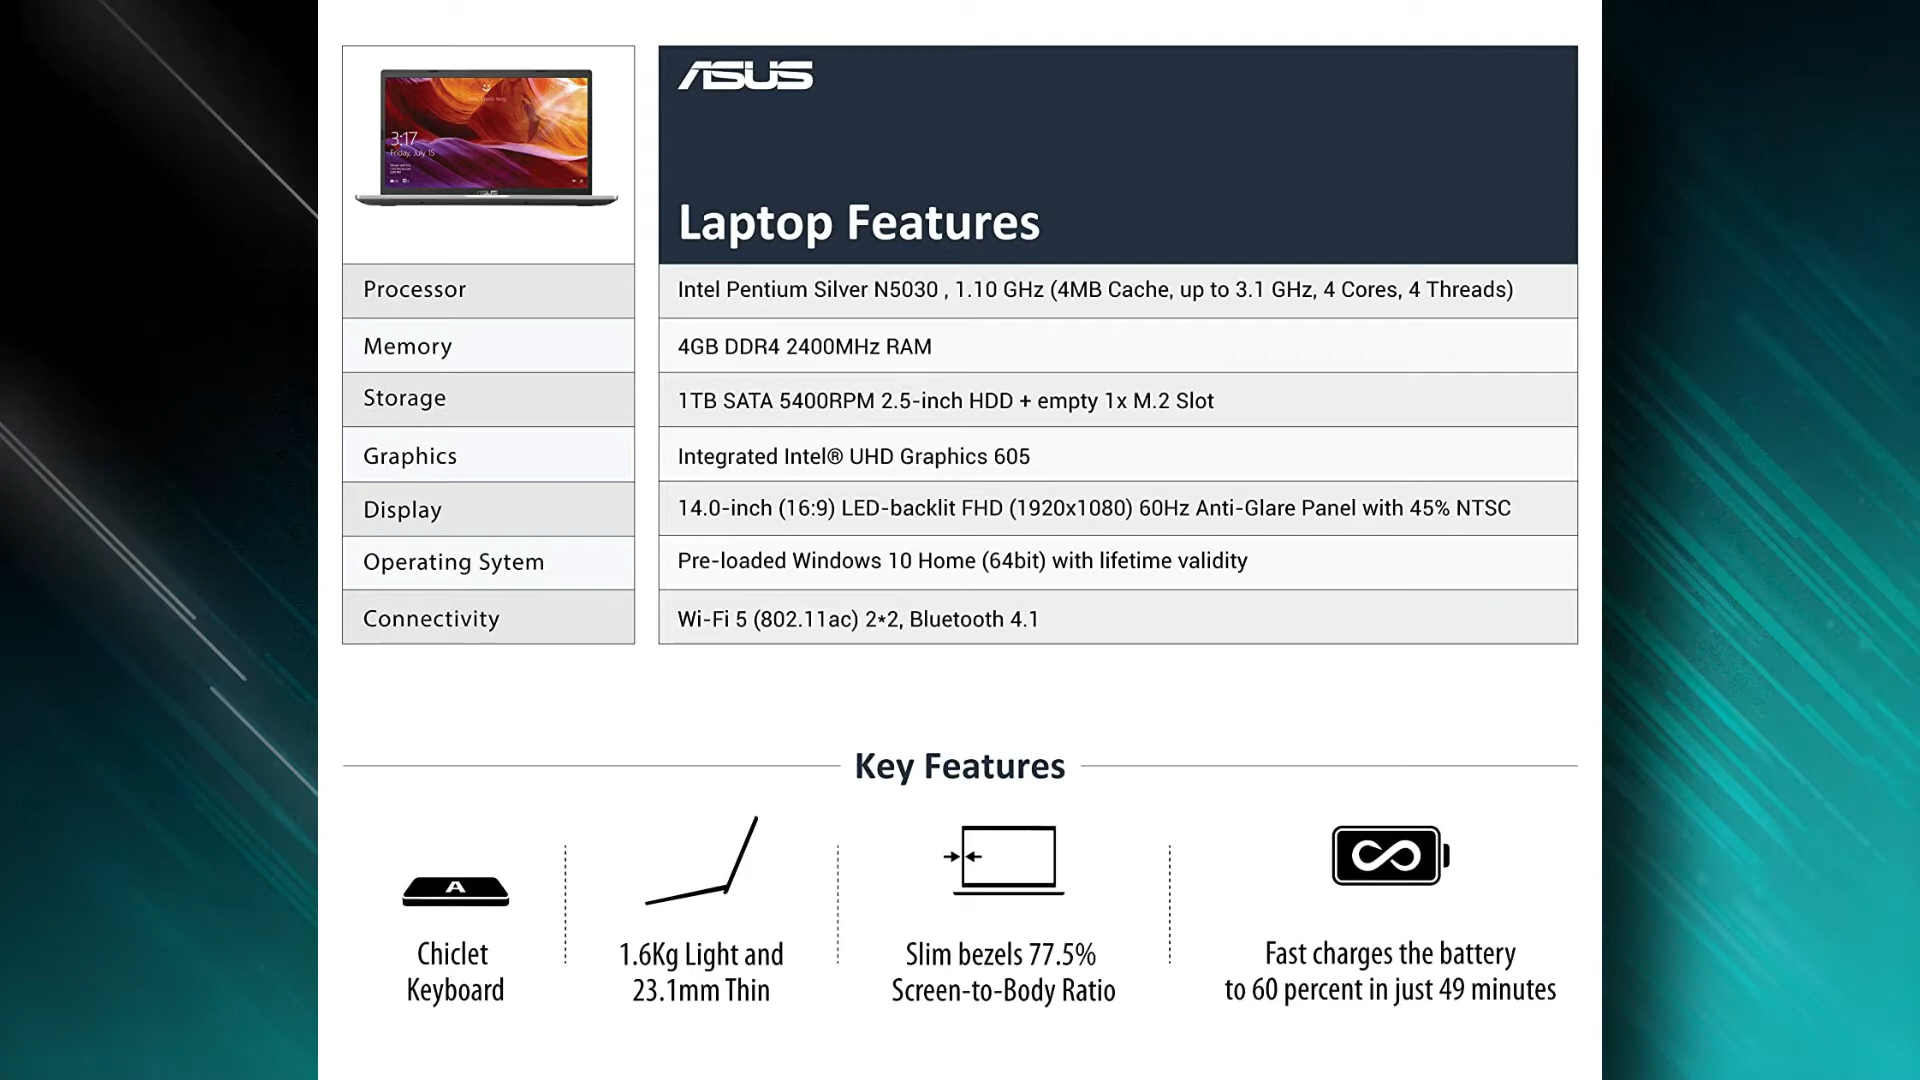 3:17
Friday, July 15
ASUS
Laptop Features
Processor
Intel Pentium Silver N5030 , 1.10 GHz (4MB Cache, up to 3.1 GHz, 4 Cores, 4 Threads)
Memory
4GB DDR4 2400MHz RAM
Storage
1TB SATA 5400RPM 2.5-inch HDD + empty 1x M.2 Slot
Graphics
Integrated Intel® UHD Graphics 605
Display
14.0-inch (16:9) LED-backlit FHD (1920x1080) 60Hz Anti-Glare Panel with 45% NTSC
Operating Sytem
Pre-loaded Windows 10 Home (64bit) with lifetime validity
Connectivity
Wi-Fi 5 (802.11ac) 2*2, Bluetooth 4.1
Key Features
A
Chiclet
Keyboard
1.6Kg Light and
23.1mm Thin
Slim bezels 77.5%
Screen-to-Body Ratio
Fast charges the battery
to 60 percent in just 49 minutes